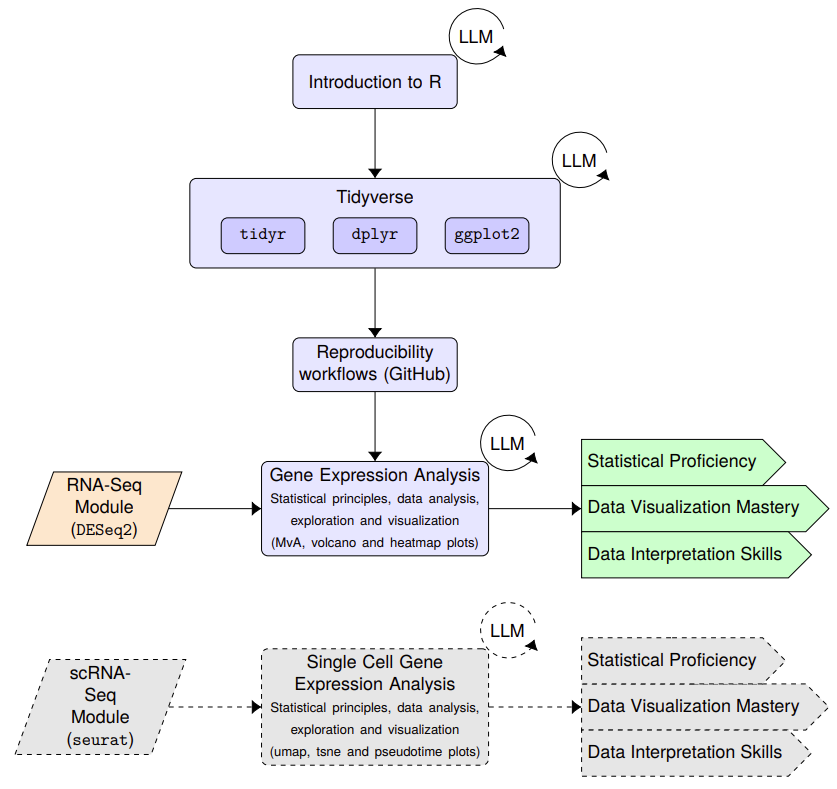 LLM
Introduction to R
LLM
Tidyverse
tidyr
dplyr
ggplot2
Reproducibility
workflows (GitHub)
LLM
RNA-Seq
Module
(DESeq2)
Gene Expression Analysis
Statistical principles, data analysis,
exploration and visualization
(MvA, volcano and heatmap plots)
Statistical Proficiency
Data Visualization Mastery
Data Interpretation Skills
LLM
scRNA-
Seq
Module
(seurat)
Single Cell Gene
Expression Analysis
Statistical principles, data analysis,
exploration and visualization
(umap, tsne and pseudotime plots)
Statistical Proficiency
Data Visualization Mastery
Data Interpretation Skills